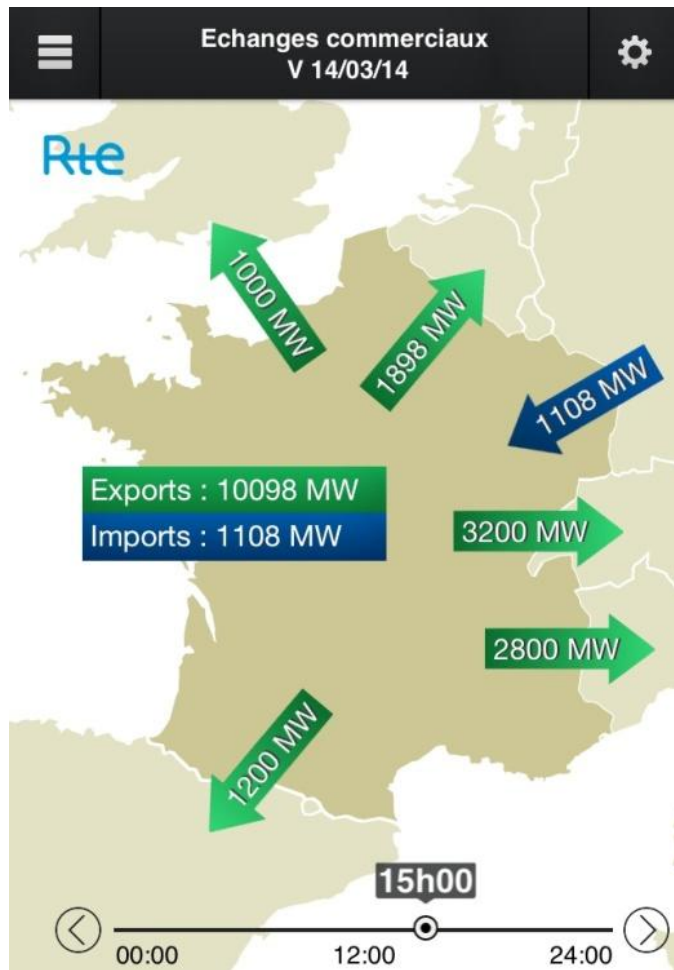 Echanges commerciaux
V 14/03/14
Rte
1000 MW
1898 MW
1108 MW
Exports : 10098 MW
Imports : 1108 MW
3200 MW
2800 MW
1200 MW
15h00
00:00 12:00 24:00